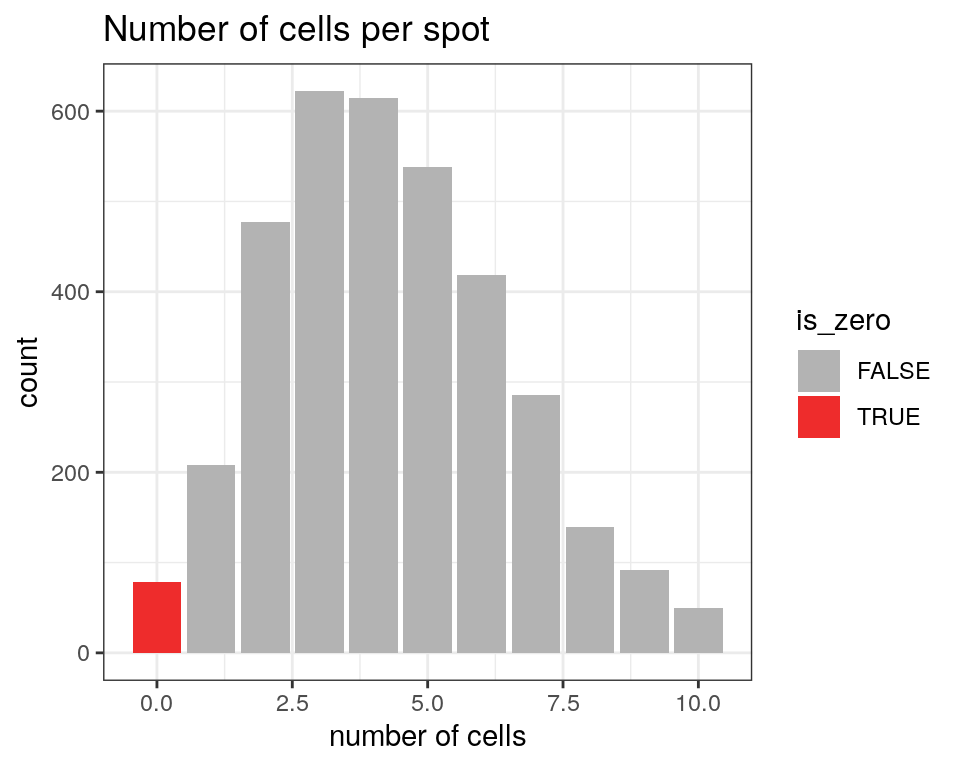 Number of cells per spot
600
400
200
0
count
0.0 2.5 5.0 7.5 10.0
number of cells
is_zero
FALSE
TRUE